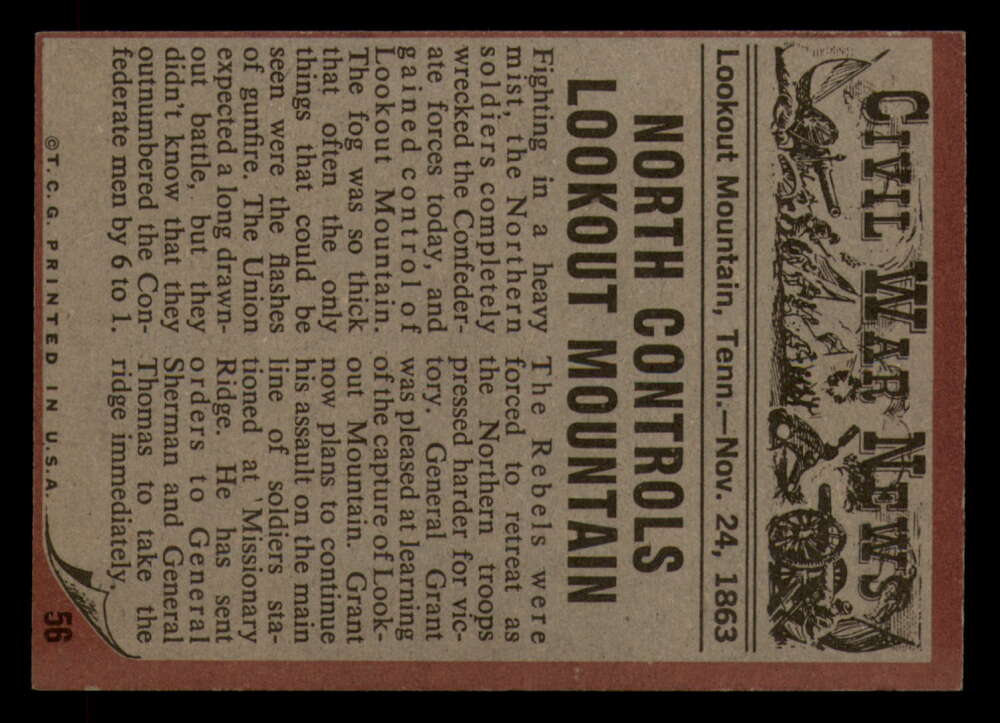 CIVIL WAR NEWS
Lookout Mountain, Tenn.—Nov. 24, 1863
NORTH CONTROLS
LOOKOUT MOUNTAIN
Fighting in a heavy
mist, the Northern
soldiers completely
wrecked the Confeder-
ate forces today, and
gained control of
Lookout Mountain.
The fog was so thick
that often the only
things that could be
seen were the flashes
of gunfire. The Union
expected a long drawn-
out battle, but they
didn't know that they
outnumbered the Con-
federate men by 6 to 1.
The Rebels were
forced to retreat as
the Northern troops
pressed harder for vic-
tory. General Grant
was pleased at learning
of the capture of Look-
out Mountain. Grant
now plans to continue
his assault on the main
line of soldiers sta-
tioned at Missionary
Ridge. He has sent
orders to General
Sherman and General
Thomas to take the
ridge immediately.
©T.C.G. PRINTED IN U.S.A.
56